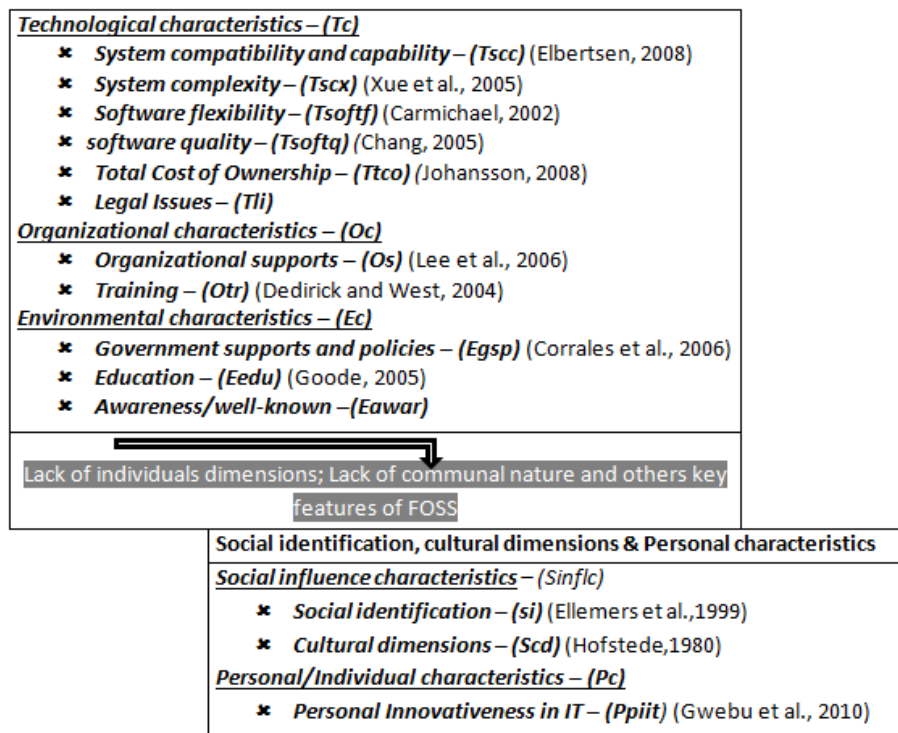 Technological characteristics – (Tc)
✖ System compatibility and capability – (Tscc) (Elbertsen, 2008)
✖ System complexity – (Tscx) (Xue et al., 2005)
✖ Software flexibility – (Tsoftf) (Carmichael, 2002)
✖ software quality – (Tsoftq) (Chang, 2005)
✖ Total Cost of Ownership – (Ttco) (Johansson, 2008)
✖ Legal Issues – (Tli)
Organizational characteristics – (Oc)
✖ Organizational supports – (Os) (Lee et al., 2006)
✖ Training – (Otr) (Dedirick and West, 2004)
Environmental characteristics – (Ec)
✖ Government supports and policies – (Egsp) (Corrales et al., 2006)
✖ Education – (Eedu) (Goode, 2005)
✖ Awareness/well-known –(Eawar)
Lack of individuals dimensions; Lack of communal nature and others key
features of FOSS
Social identification, cultural dimensions & Personal characteristics
Social influence characteristics – (Sinflc)
✖ Social identification – (si) (Ellemers et al.,1999)
✖ Cultural dimensions – (Scd) (Hofstede,1980)
Personal/Individual characteristics – (Pc)
✖ Personal Innovativeness in IT – (Ppiit) (Gwebu et al., 2010)